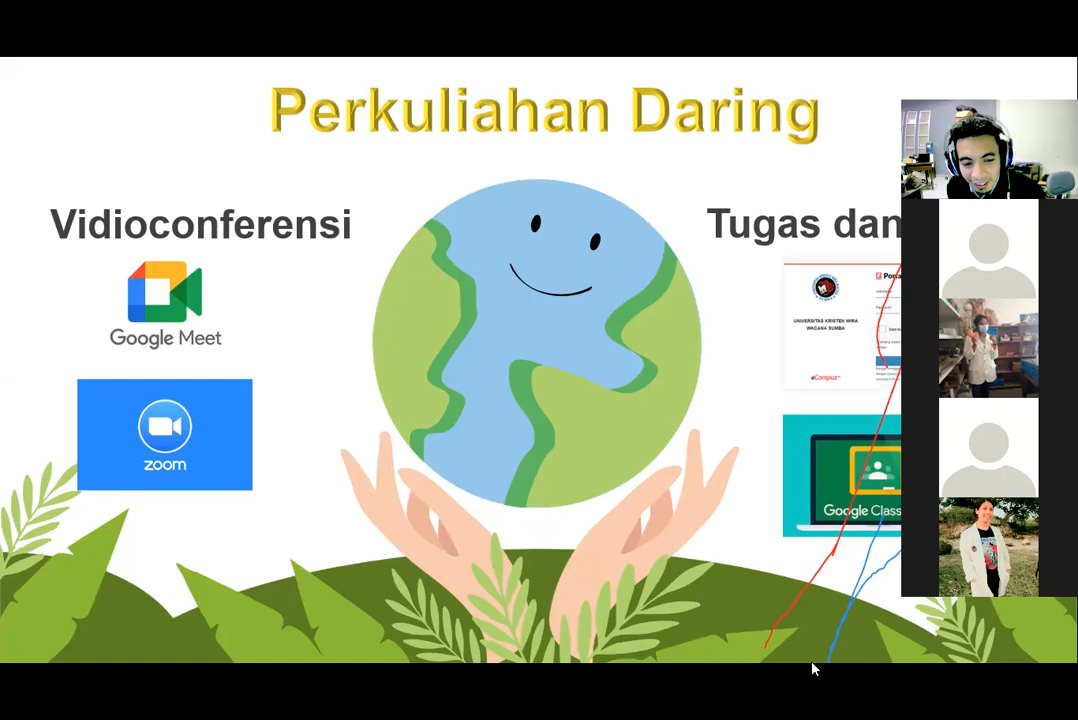 Perkuliahan Daring
Vidioconferensi
Google Meet
zoom
Tugas dan
UNIVERSITAS KRISTEN WIRA
WACANA SUMBA
eCampuz
Google Class